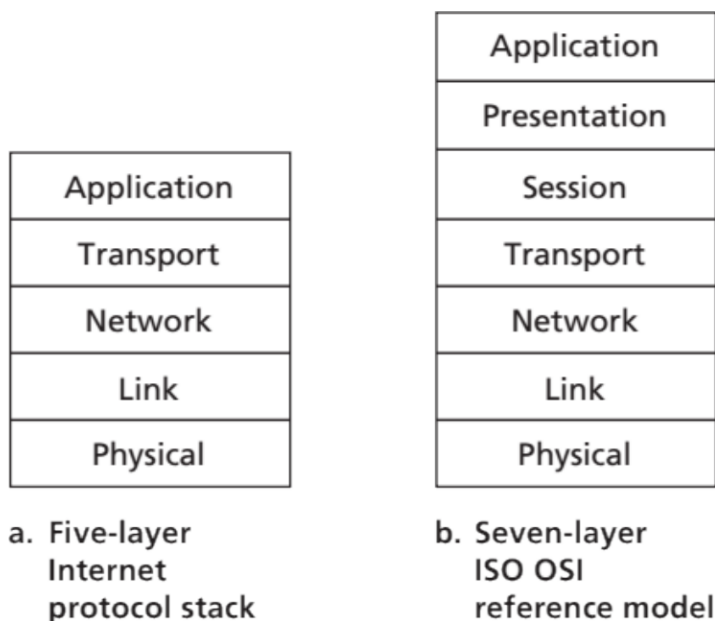 Application
Transport
Network
Link
Physical
a. Five-layer
Internet
protocol stack
Application
Presentation
Session
Transport
Network
Link
Physical
b. Seven-layer
ISO OSI
reference model